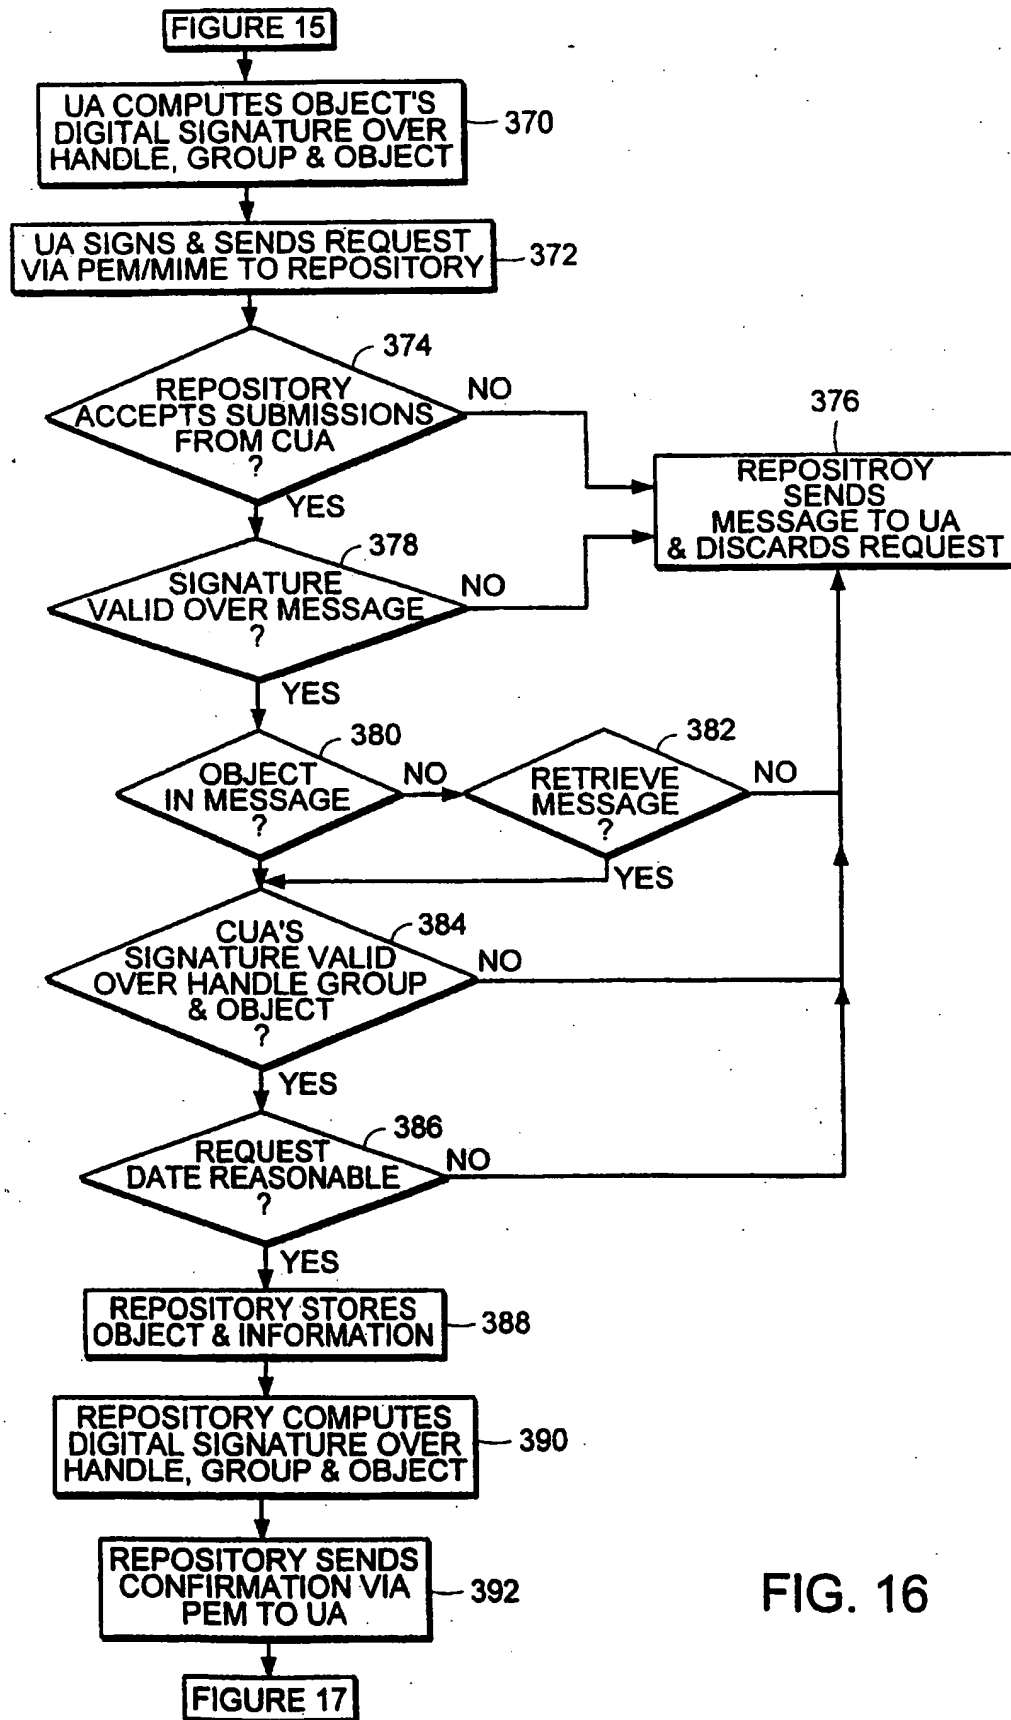 FIGURE 15
UA COMPUTES OBJECT'S
DIGITAL SIGNATURE OVER
HANDLE, GROUP & OBJECT
370
UA SIGNS & SENDS REQUEST
VIA PEM/MIME TO REPOSITORY
372
374
REPOSITORY
ACCEPTS SUBMISSIONS
FROM CUA
?
NO
YES
376
REPOSITROY
SENDS
MESSAGE TO UA
& DISCARDS REQUEST
378
SIGNATURE
VALID OVER MESSAGE
?
NO
YES
380
OBJECT
IN MESSAGE
?
NO
382
RETRIEVE
MESSAGE
?
NO
YES
384
CUA'S
SIGNATURE VALID
OVER HANDLE GROUP
& OBJECT
?
NO
YES
386
REQUEST
DATE REASONABLE
?
NO
YES
REPOSITORY STORES
OBJECT & INFORMATION
388
REPOSITORY COMPUTES
DIGITAL SIGNATURE OVER
HANDLE, GROUP & OBJECT
390
REPOSITORY SENDS
CONFIRMATION VIA
PEM TO UA
392
FIGURE 17
FIG. 16